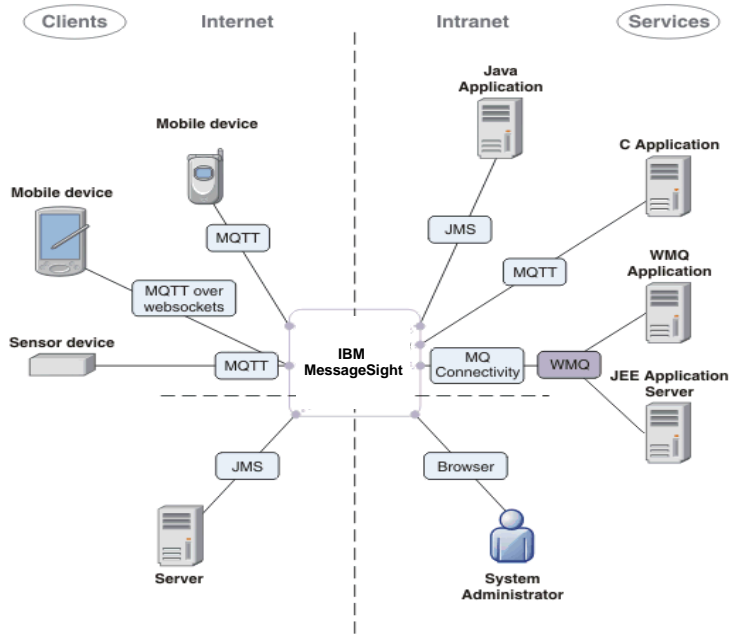 Clients
Internet
Intranet
Services
Java
Application
Mobile device
C Application
Mobile device
JMS
MQTT
WMQ
Application
MQTT
MQTT over
websockets
Sensor device
IBM
MessageSight
MQTT
MQ
Connectivity
WMQ
JEE Application
Server
JMS
Browser
Server
System
Administrator